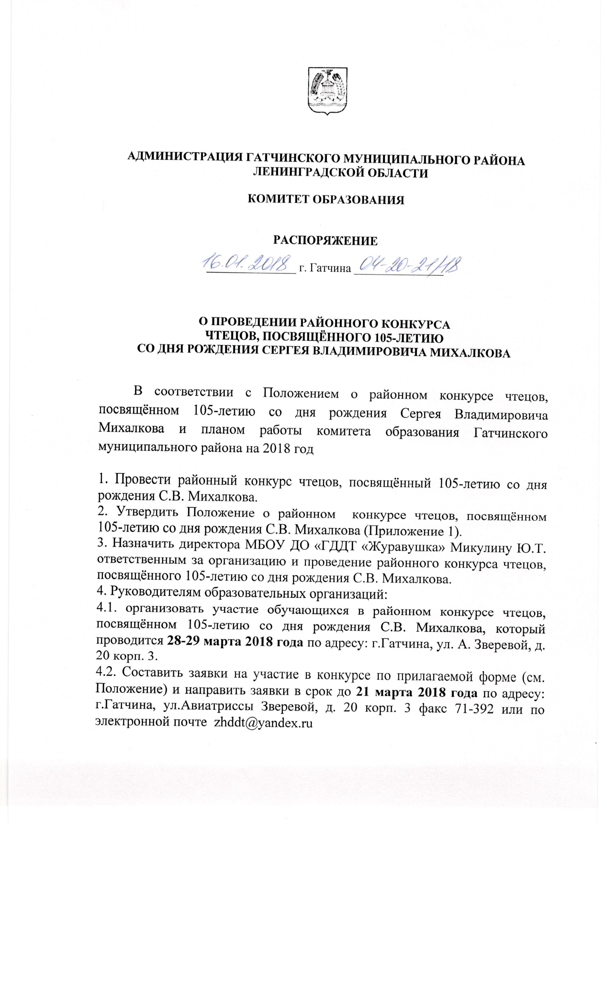 АДМИНИСТРАЦИЯ ГАТЧИНСКОГО МУНИЦИПАЛЬНОГО РАЙОНА
ЛЕНИНГРАДСКОЙ ОБЛАСТИ
КОМИТЕТ ОБРАЗОВАНИЯ
РАСПОРЯЖЕНИЕ
16.01.2018 г. Гатчина 04-20-21/18
О ПРОВЕДЕНИИ РАЙОННОГО КОНКУРСА
ЧТЕЦОВ, ПОСВЯЩЁННОГО 105-ЛЕТИЮ
СО ДНЯ РОЖДЕНИЯ СЕРГЕЯ ВЛАДИМИРОВИЧА МИХАЛКОВА
В соответствии с Положением о районном конкурсе чтецов,
посвящённом 105-летию со дня рождения Сергея Владимировича
Михалкова и планом работы комитета образования Гатчинского
муниципального района на 2018 год
1. Провести районный конкурс чтецов, посвящённый 105-летию со дня
рождения С.В. Михалкова.
2. Утвердить Положение о районном конкурсе чтецов, посвящённом
105-летию со дня рождения С.В. Михалкова (Приложение 1).
3. Назначить директора МБОУ ДО «ГДДТ «Журавушка» Микулину Ю.Т.
ответственным за организацию и проведение районного конкурса чтецов,
посвящённого 105-летию со дня рождения С.В. Михалкова.
4. Руководителям образовательных организаций:
4.1. организовать участие обучающихся в районном конкурсе чтецов,
посвящённом 105-летию со дня рождения С.В. Михалкова, который
проводится 28-29 марта 2018 года по адресу: г.Гатчина, ул. А. Зверевой, д.
20 корп. 3.
4.2. Составить заявки на участие в конкурсе по прилагаемой форме (см.
Положение) и направить заявки в срок до 21 марта 2018 года по адресу:
г.Гатчина, ул.Авиатриссы Зверевой, д. 20 корп. 3 факс 71-392 или по
электронной почте zhddt@yandex.ru